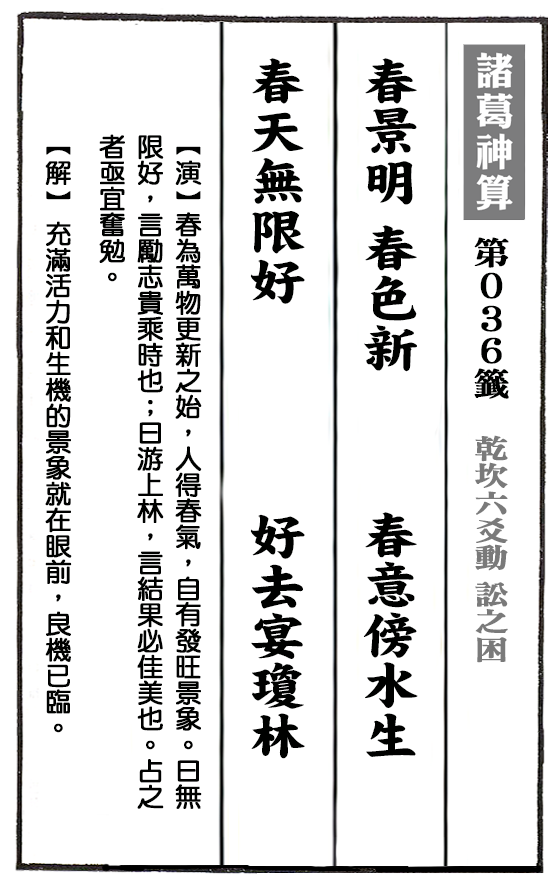 諸葛神算 第036籤 乾坎六爻動 訟之困
春景明 春色新 春意傍水生
春天無限好 好去宴瓊林
【演】春為萬物更新之始，人得春氣，自有發旺景象。曰無
限好，言勵志貴乘時也；曰游上林，言結果必佳美也。占之
者亟宜奮勉。
【解】充滿活力和生機的景象就在眼前，良機已臨。